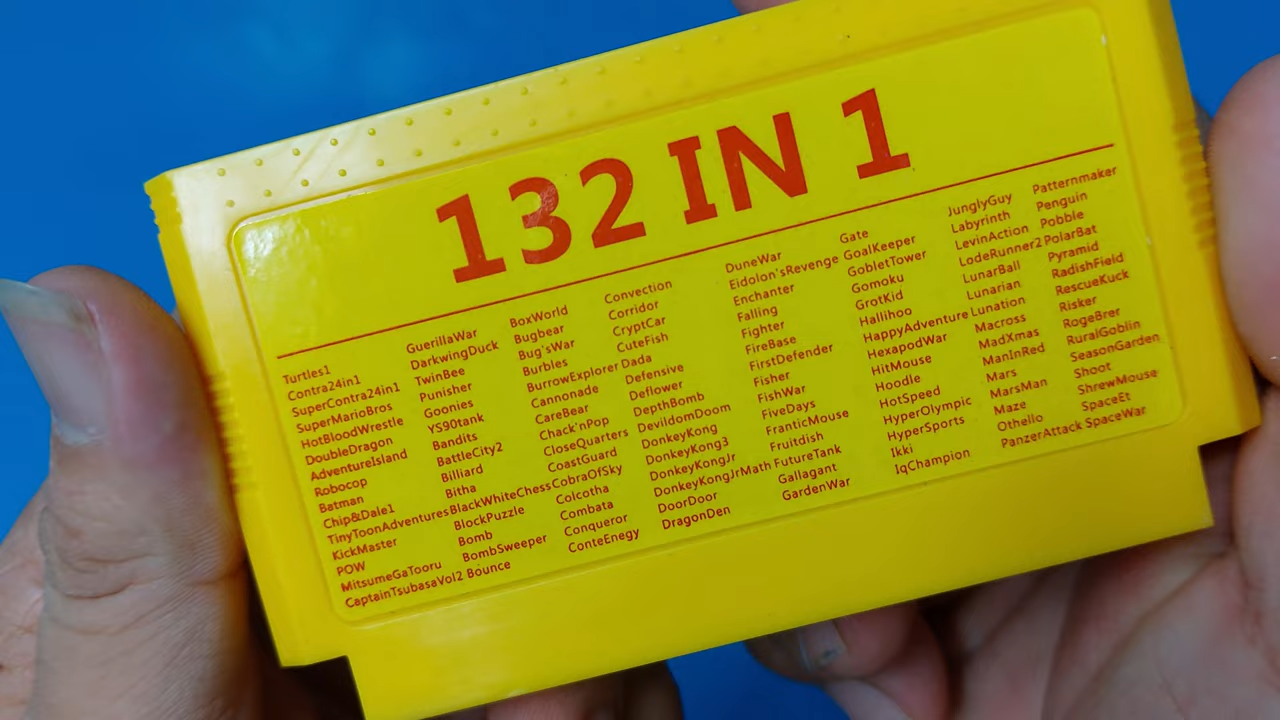 132 IN 1
Turtles1
Contra24in1
SuperContra24in1
SuperMarioBros
HotBloodWrestle
DoubleDragon
AdventureIsland
Robocop
Batman
Chip&Dale1
TinyToonAdventures
KickMaster
POW
MitsumeGaTooru
CaptainTsubasaVol2
GuerillaWar
DarkwingDuck
TwinBee
Punisher
Goonies
YS90tank
Bandits
BattleCity2
Billiard
Bitha
BlackWhiteChess
BlockPuzzle
Bomb
BombSweeper
Bounce
BoxWorld
Bugbear
Bug'sWar
Burbles
BurrowExplorer
Cannonade
CareBear
Chack'nPop
CloseQuarters
CoastGuard
CobraOfSky
Colcotha
Combata
Conqueror
ConteEnegy
Convection
Corridor
CryptCar
CuteFish
Dada
Defensive
Deflower
DepthBomb
DevildomDoom
DonkeyKong
DonkeyKong3
DonkeyKongJr
DonkeyKongJrMath
DoorDoor
DragonDen
DuneWar
Eidolon'sRevenge
Enchanter
Falling
Fighter
FireBase
FirstDefender
Fisher
FishWar
FiveDays
FranticMouse
Fruitdish
FutureTank
Gallagant
GardenWar
Gate
GoalKeeper
GobletTower
Gomoku
GrotKid
Hallihoo
HappyAdventure
HexapodWar
HitMouse
Hoodle
HotSpeed
HyperOlympic
HyperSports
Ikki
IqChampion
JunglyGuy
Labyrinth
LevinAction
LodeRunner2
LunarBall
Lunarian
Lunation
Macross
MadXmas
ManInRed
Mars
MarsMan
Maze
Othello
PanzerAttack
Patternmaker
Penguin
Pobble
PolarBat
Pyramid
RadishField
RescueKuck
Risker
RogeBrer
RuralGoblin
SeasonGarden
Shoot
ShrewMouse
SpaceEt
SpaceWar